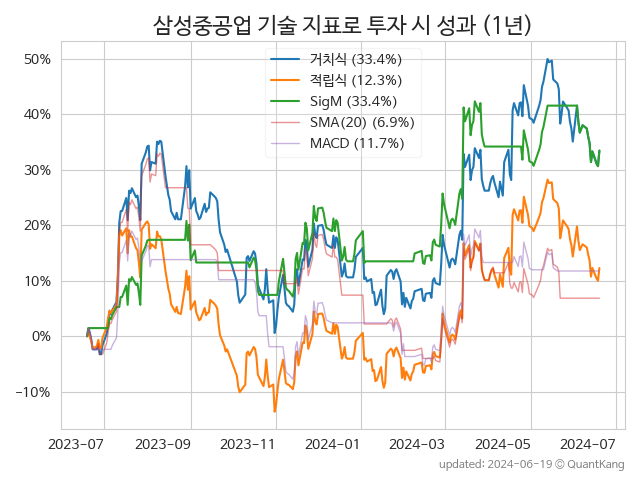 삼성중공업 기술 지표로 투자 시 성과 (1년)
거치식 (33.4%)
적립식 (12.3%)
SigM (33.4%)
SMA(20) (6.9%)
MACD (11.7%)
50%
40%
30%
20%
10%
0%
−10%
2023-07 2023-09 2023-11 2024-01 2024-03 2024-05 2024-07
updated: 2024-06-19 © QuantKang